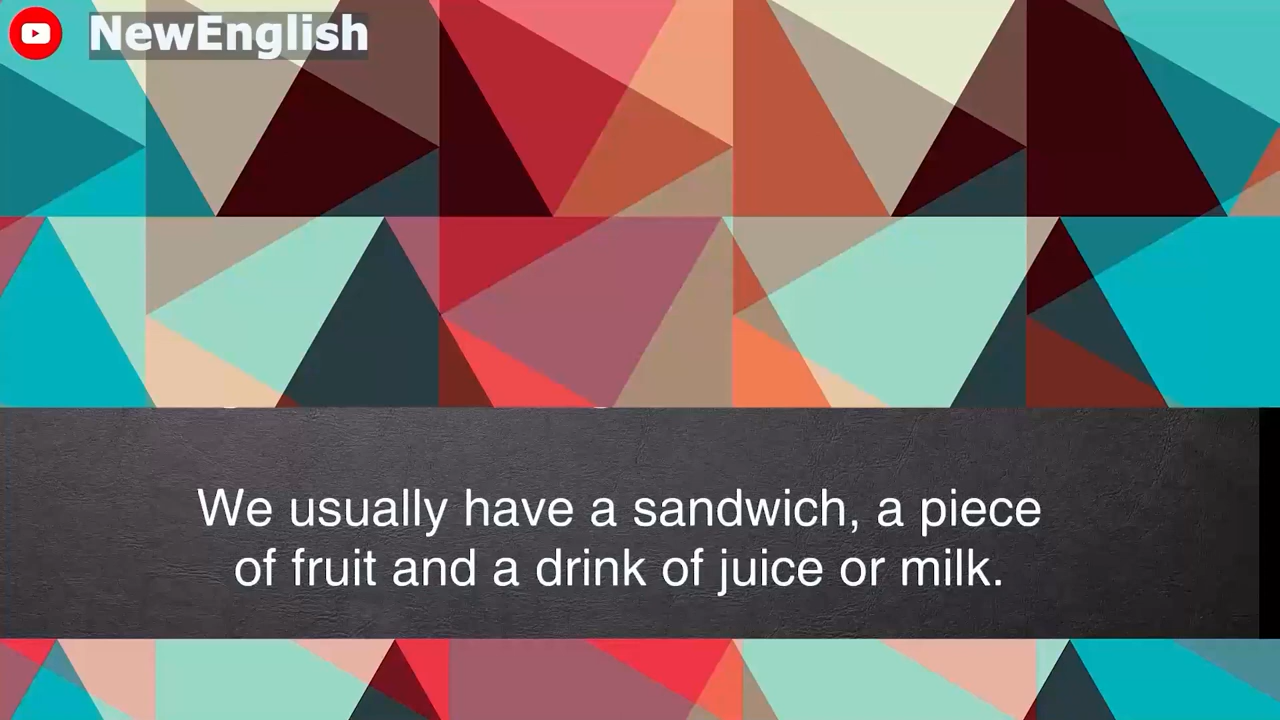 NewEnglish
We usually have a sandwich, a piece
of fruit and a drink of juice or milk.